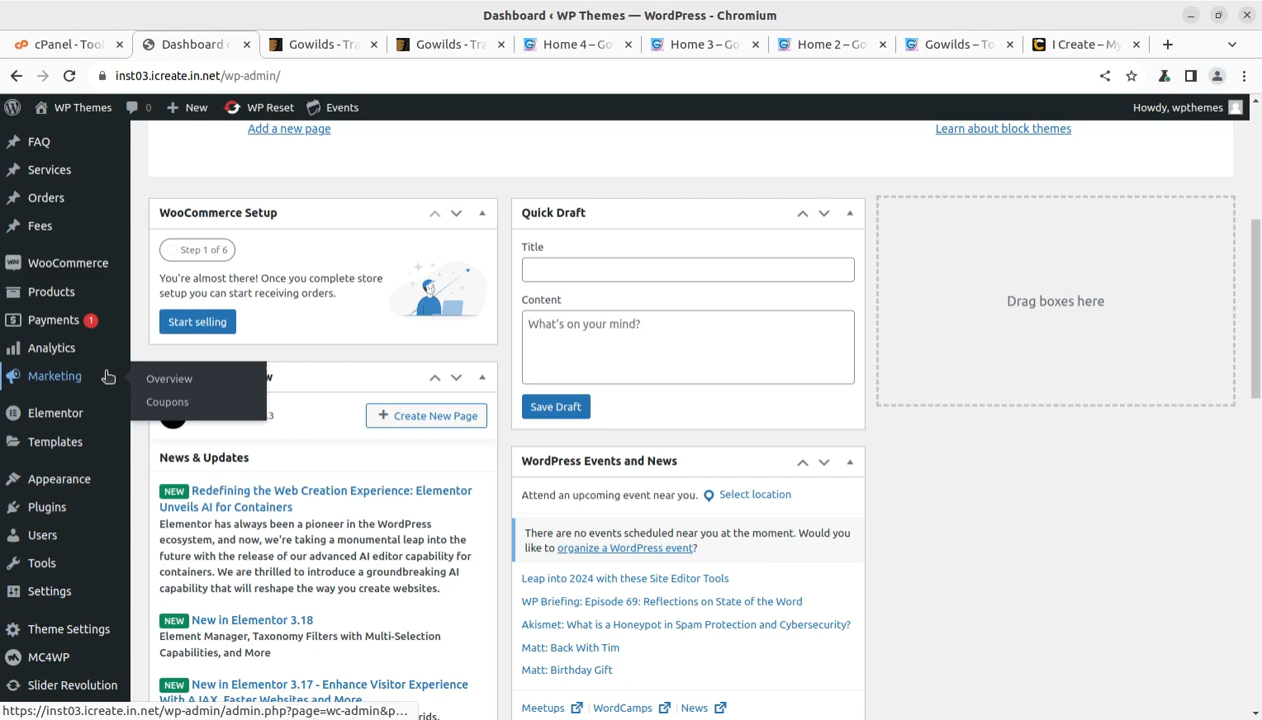 Dashboard ‹ WP Themes — WordPress - Chromium
cPanel - Tool
Dashboard ‹
Gowilds - Tra
Gowilds - Tra
Home 4 – Go
Home 3 – Go
Home 2 – Go
Gowilds – To
I Create – My
inst03.icreate.in.net/wp-admin/
WP Themes
0
New
WP Reset
Events
Howdy, wpthemes
FAQ
Services
Orders
Fees
WooCommerce
Products
Payments 1
Analytics
Marketing
Overview
Coupons
Elementor
Templates
Appearance
Plugins
Users
Tools
Settings
Theme Settings
MC4WP
Slider Revolution
Add a new page
Learn about block themes
WooCommerce Setup
Step 1 of 6
You're almost there! Once you complete store
setup you can start receiving orders.
Start selling
w
.3
Create New Page
News & Updates
NEW Redefining the Web Creation Experience: Elementor
Unveils AI for Containers
Elementor has always been a pioneer in the WordPress
ecosystem, and now, we're taking a monumental leap into the
future with the release of our advanced AI editor capability for
containers. We are thrilled to introduce a groundbreaking AI
capability that will reshape the way you create websites.
NEW New in Elementor 3.18
Element Manager, Taxonomy Filters with Multi-Selection
Capabilities, and More
NEW New in Elementor 3.17 - Enhance Visitor Experience
With AJAX, Faster Websites and More
Quick Draft
Title
Content
What's on your mind?
Save Draft
WordPress Events and News
Attend an upcoming event near you. Select location
There are no events scheduled near you at the moment. Would you
like to organize a WordPress event?
Leap into 2024 with these Site Editor Tools
WP Briefing: Episode 69: Reflections on State of the Word
Akismet: What is a Honeypot in Spam Protection and Cybersecurity?
Matt: Back With Tim
Matt: Birthday Gift
Meetups
WordCamps
News
Drag boxes here
https://inst03.icreate.in.net/wp-admin/admin.php?page=wc-admin&p...